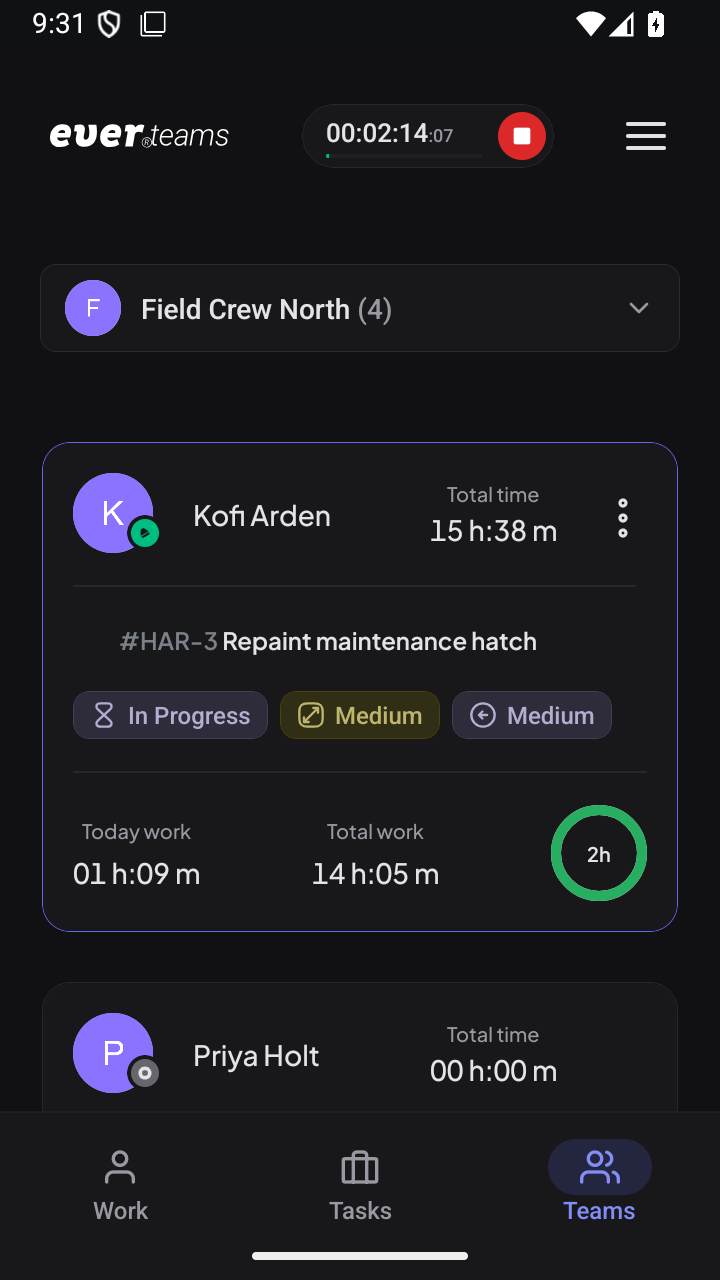 9:31
ever® teams
00:02:14:07
F
Field Crew North (4)
K
Kofi Arden
Total time
15 h:38 m
#HAR-3 Repaint maintenance hatch
In Progress
Medium
Medium
Today work
01 h:09 m
Total work
14 h:05 m
2h
P
Priya Holt
Total time
00 h:00 m
Work
Tasks
Teams